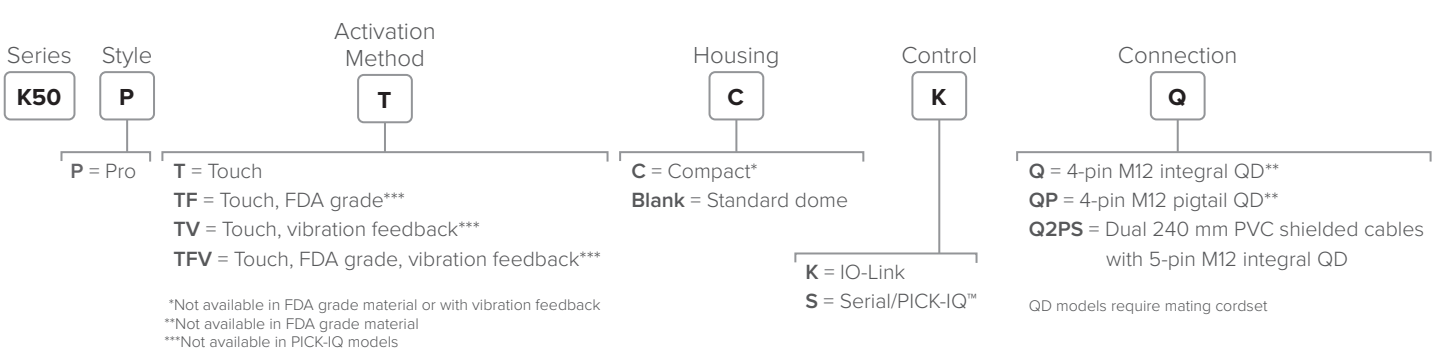 Series
Style
Activation
Method
Housing
Control
Connection
K50
P
T
C
K
Q
P = Pro
T = Touch
TF = Touch, FDA grade***
TV = Touch, vibration feedback***
TFV = Touch, FDA grade, vibration feedback***
C = Compact*
Blank = Standard dome
K = IO-Link
S = Serial/PICK-IQ™
Q = 4-pin M12 integral QD**
QP = 4-pin M12 pigtail QD**
Q2PS = Dual 240 mm PVC shielded cables
with 5-pin M12 integral QD
*Not available in FDA grade material or with vibration feedback
**Not available in FDA grade material
***Not available in PICK-IQ models
QD models require mating cordset